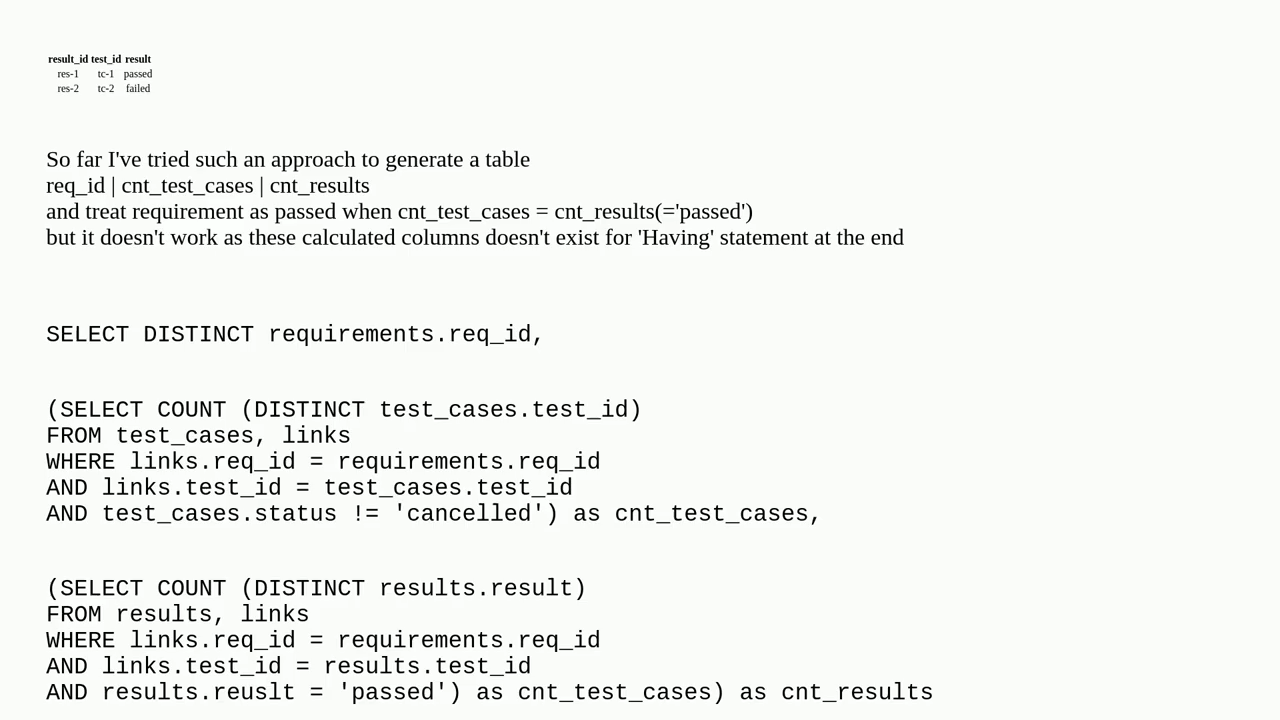 result_id test_id result
res-1 tc-1 passed
res-2 tc-2 failed
So far I've tried such an approach to generate a table
req_id | cnt_test_cases | cnt_results
and treat requirement as passed when cnt_test_cases = cnt_results(='passed')
but it doesn't work as these calculated columns doesn't exist for 'Having' statement at the end
SELECT DISTINCT requirements.req_id,
(SELECT COUNT (DISTINCT test_cases.test_id)
FROM test_cases, links
WHERE links.req_id = requirements.req_id
AND links.test_id = test_cases.test_id
AND test_cases.status != 'cancelled') as cnt_test_cases,
(SELECT COUNT (DISTINCT results.result)
FROM results, links
WHERE links.req_id = requirements.req_id
AND links.test_id = results.test_id
AND results.reuslt = 'passed') as cnt_test_cases) as cnt_results